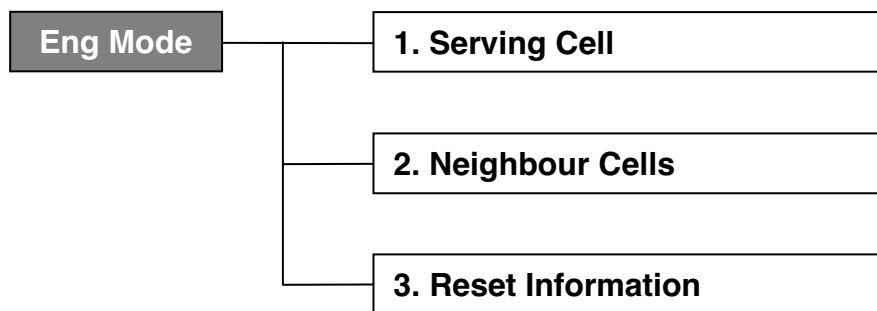 Eng Mode
1. Serving Cell
2. Neighbour Cells
3. Reset Information